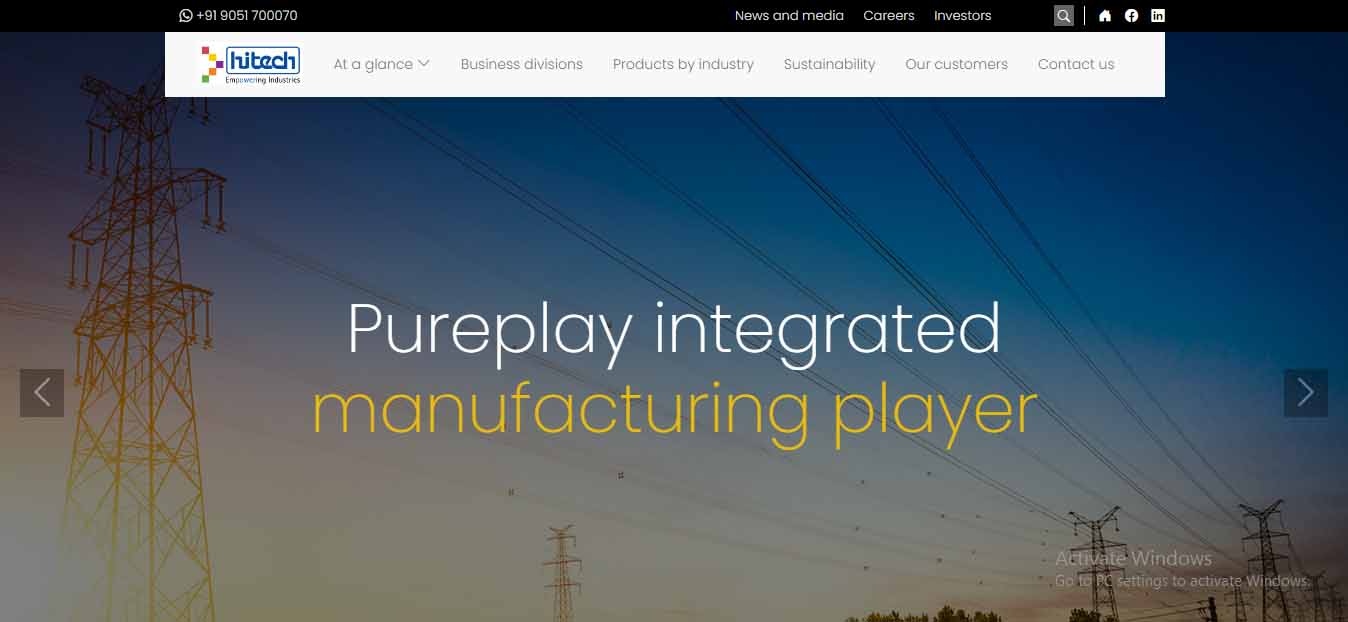 +91 9051 700070
News and media
Careers
Investors
hitech
Empowering Industries
At a glance
Business divisions
Products by industry
Sustainability
Our customers
Contact us
Pureplay integrated
manufacturing player
Activate Windows
Go to PC settings to activate Windows.